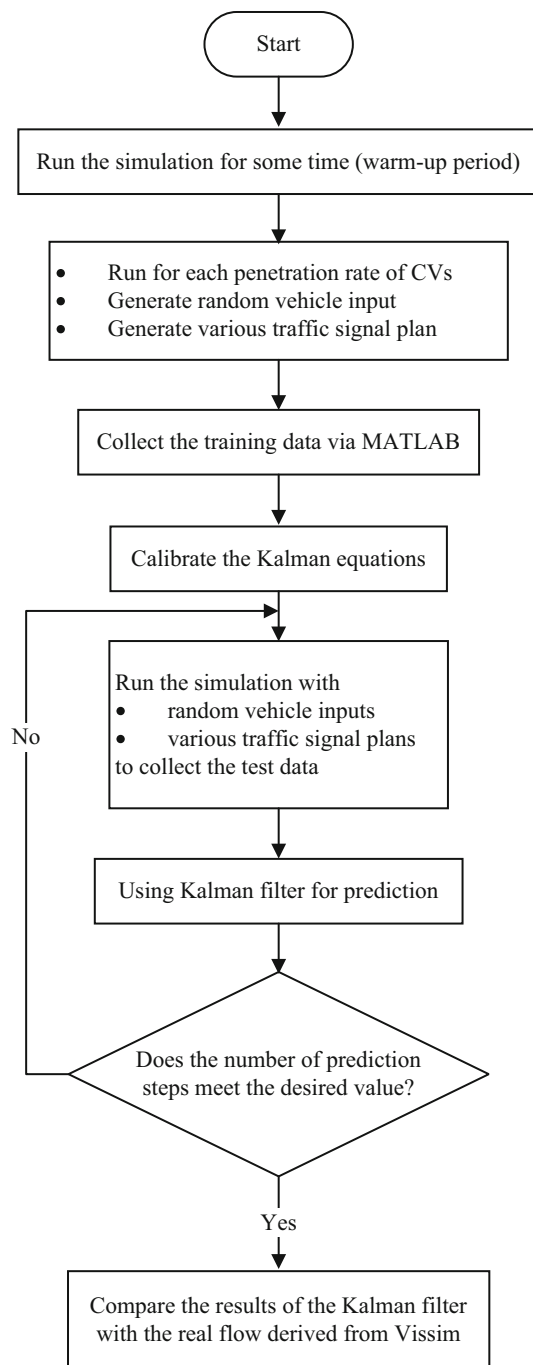 Start
Run the simulation for some time (warm-up period)
• Run for each penetration rate of CVs
• Generate random vehicle input
• Generate various traffic signal plan
Collect the training data via MATLAB
Calibrate the Kalman equations
Run the simulation with
• random vehicle inputs
• various traffic signal plans
to collect the test data
No
Using Kalman filter for prediction
Does the number of prediction
steps meet the desired value?
Yes
Compare the results of the Kalman filter
with the real flow derived from Vissim